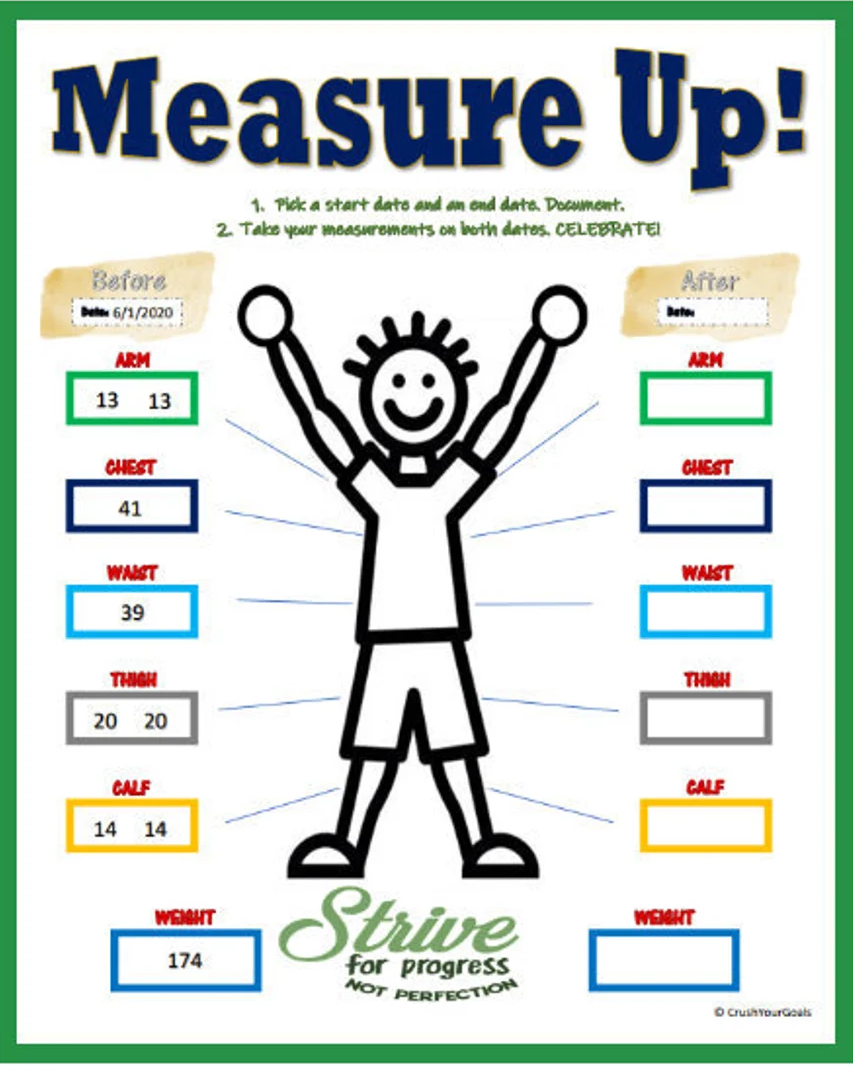 Measure Up!
1. Pick a start date and an end date. Document.
2. Take your measurements on both dates. CELEBRATE!
Before
Date: 6/1/2020
After
Date:
ARM
13 13
ARM
CHEST
41
CHEST
WAIST
39
WAIST
THIGH
20 20
THIGH
CALF
14 14
CALF
WEIGHT
174
WEIGHT
Strive
for progress
NOT PERFECTION
© CrushYourGoals